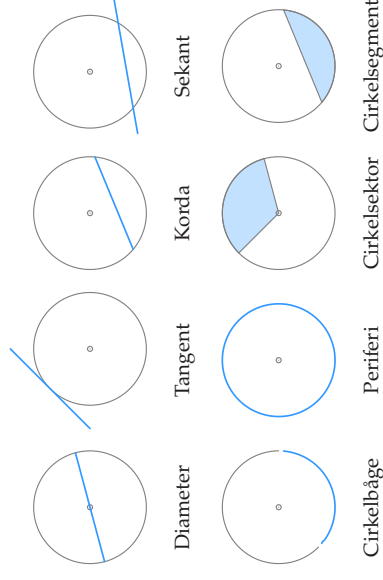 Diameter
Tangent
Korda
Sekant
Cirkelbåge
Periferi
Cirkelsektor
Cirkelsegment